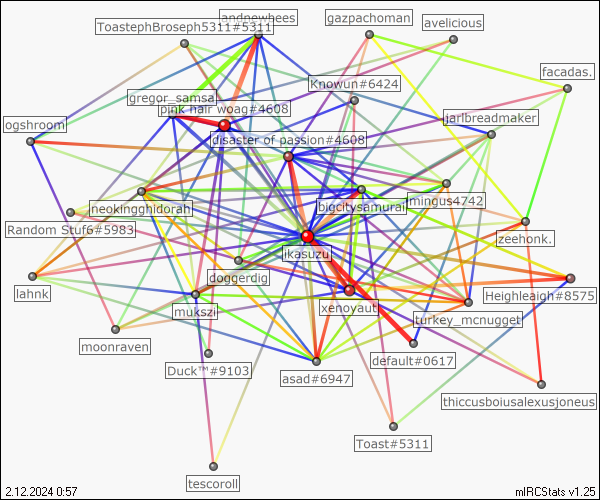 andnewhees
ToastephBroseph5311#5311
gazpachoman
avelicious
Knowun#6424
facadas.
gregor_samsa
pink hair woag#4608
ogshroom
jarlbreadmaker
disaster of passion#4608
neokingghidorah
bigcitysamurai
mingus4742
Random Stuf6#5983
zeehonk.
ikasuzu
doggerdig
lahnk
Heighleaigh#8575
mukszi
xenoyaut
turkey_mcnugget
moonraven
default#0617
Duck™#9103
asad#6947
thiccusboiusalexusjoneus
Toast#5311
tescoroll
2.12.2024 0:57
mIRCStats v1.25